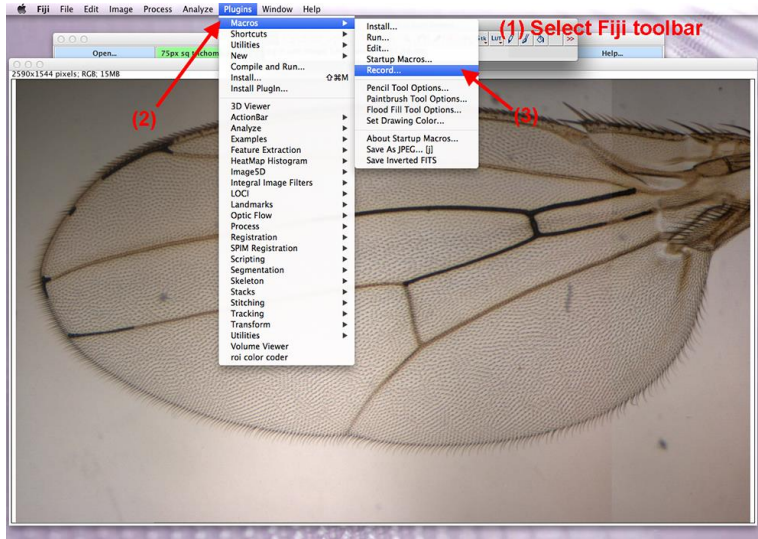 Fiji File Edit Image Process Analyze Plugins Window Help
(1) Select Fiji toolbar
Open...
75px sq
LUT
>>
Help...
2590x1544 pixels; RGB; 15MB
Macros
Shortcuts
Utilities
New
Compile and Run...
Install... ⇧⌘M
Install PlugIn...
3D Viewer
ActionBar
Analyze
Examples
Feature Extraction
HeatMap Histogram
Image5D
Integral Image Filters
LOCI
Landmarks
Optic Flow
Process
Registration
SPIM Registration
Scripting
Segmentation
Skeleton
Stacks
Stitching
Tracking
Transform
Utilities
Volume Viewer
roi color coder
Install...
Run...
Edit...
Startup Macros...
Record...
Pencil Tool Options...
Paintbrush Tool Options...
Flood Fill Tool Options...
Set Drawing Color...
About Startup Macros...
Save As JPEG... [j]
Save Inverted FITS
(2)
(3)